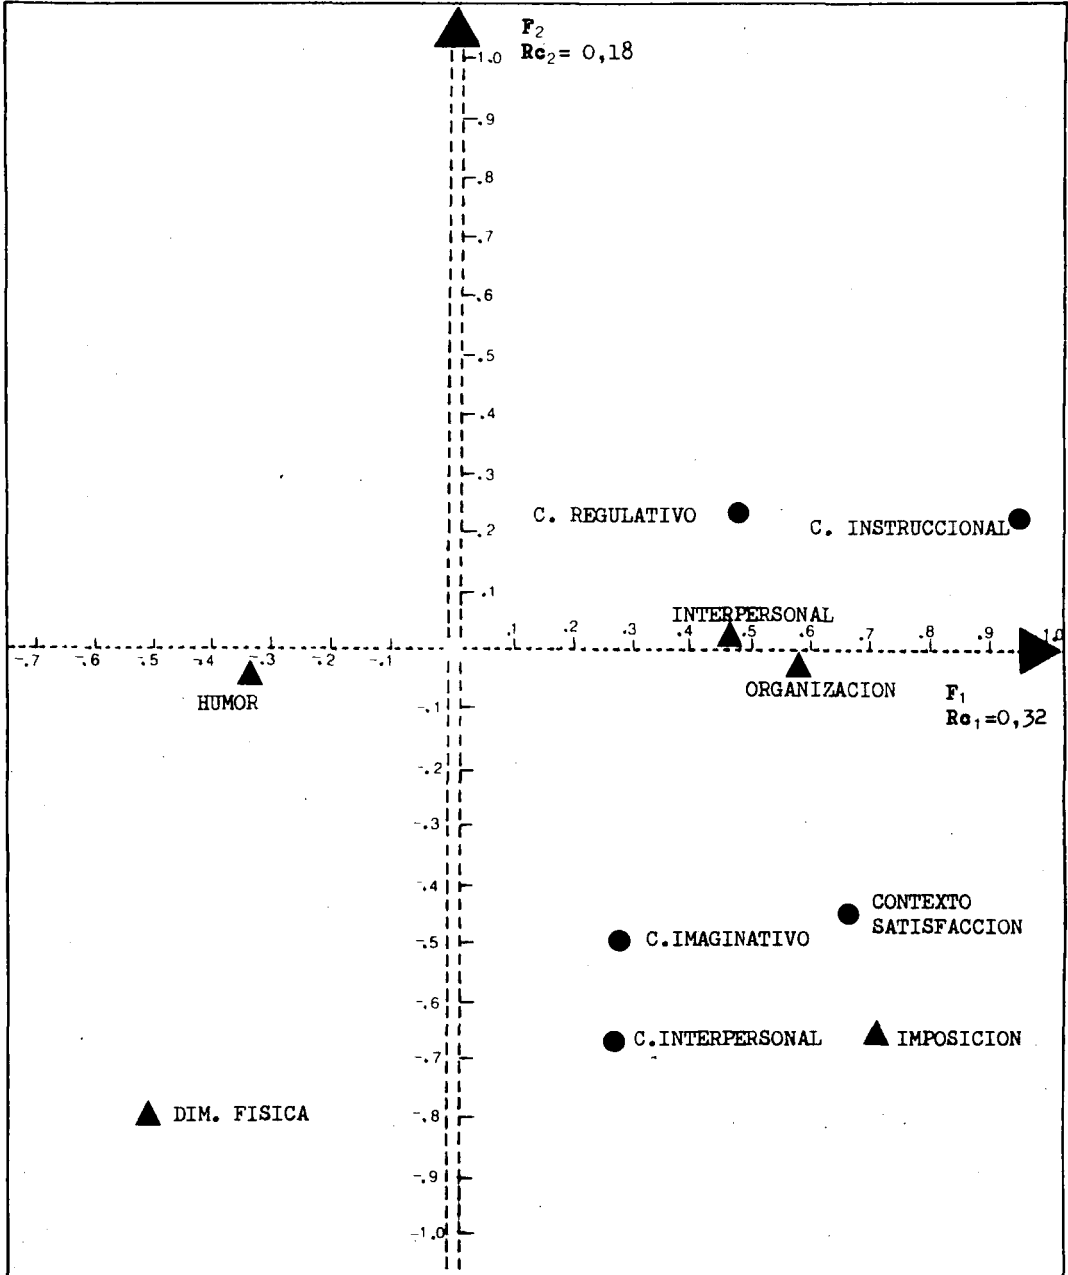 F₂
Rc₂= 0,18
1.0
.9
.8
.7
.6
.5
.4
.3
C. REGULATIVO
.2
C. INSTRUCCIONAL
.1
INTERPERSONAL
.1 .2 .3 .4 .5 .6 .7 .8 .9 1.0
-.7 -.6 -.5 -.4 -.3 -.2 -.1
HUMOR
ORGANIZACION
F₁
Rc₁=0,32
-.1
-.2
-.3
-.4
CONTEXTO
SATISFACCION
-.5
C.IMAGINATIVO
-.6
C.INTERPERSONAL
IMPOSICION
-.7
DIM. FISICA
-.8
-.9
-1.0